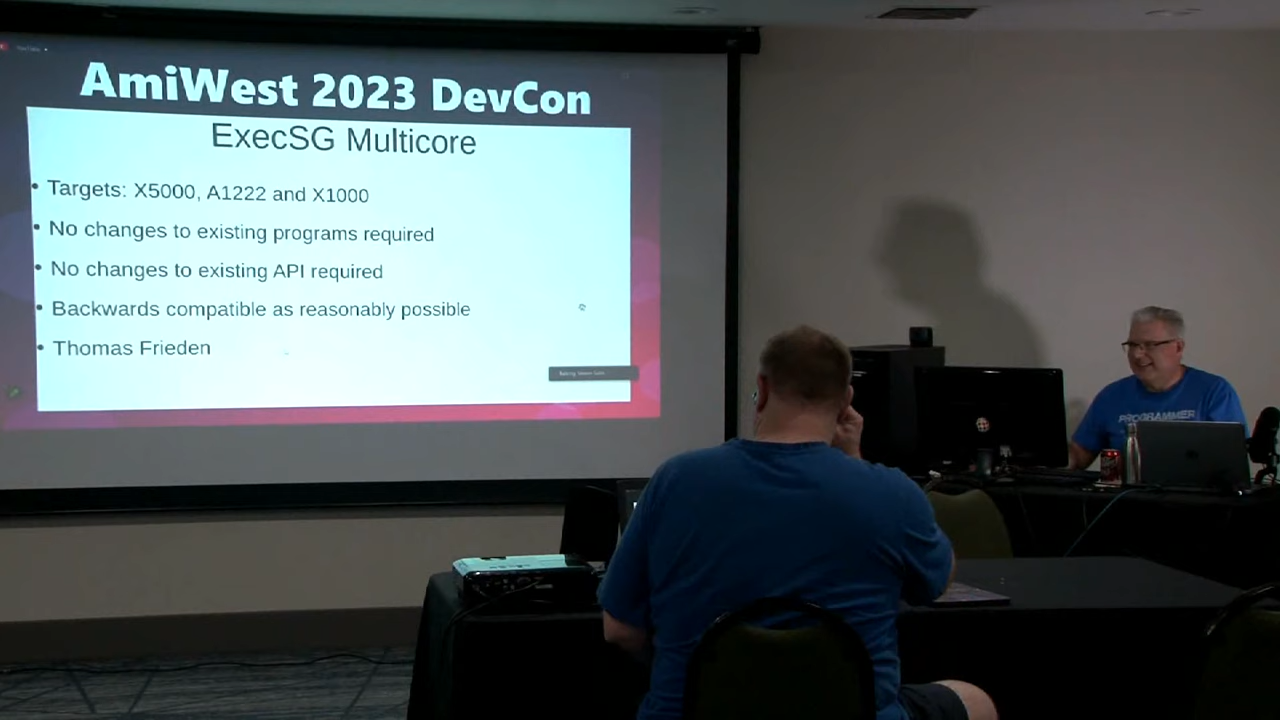 AmiWest 2023 DevCon
ExecSG Multicore
• Targets: X5000, A1222 and X1000
• No changes to existing programs required
• No changes to existing API required
• Backwards compatible as reasonably possible
• Thomas Frieden
PROGRAMMER